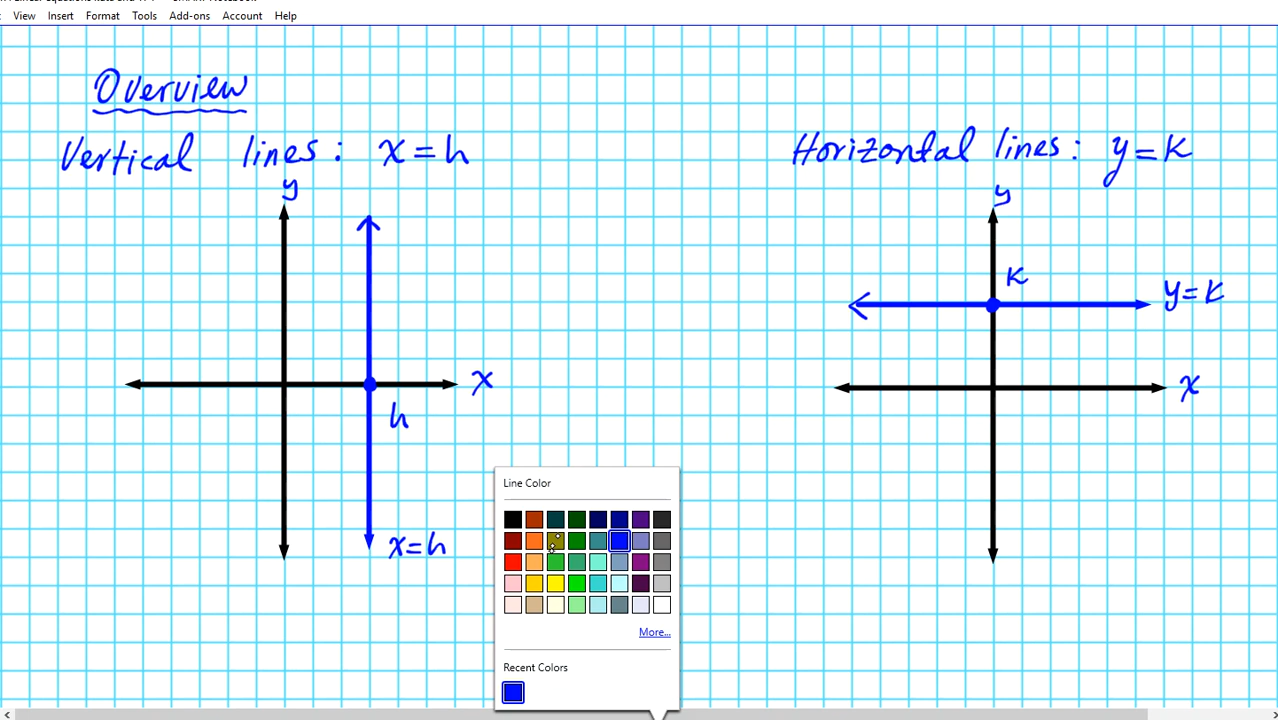 View Insert Format Tools Add-ons Account Help
Overview
Vertical lines: x=h
Horizontal lines: y=k
y
y
k
y=k
x
x
h
x=h
Line Color
More...
Recent Colors